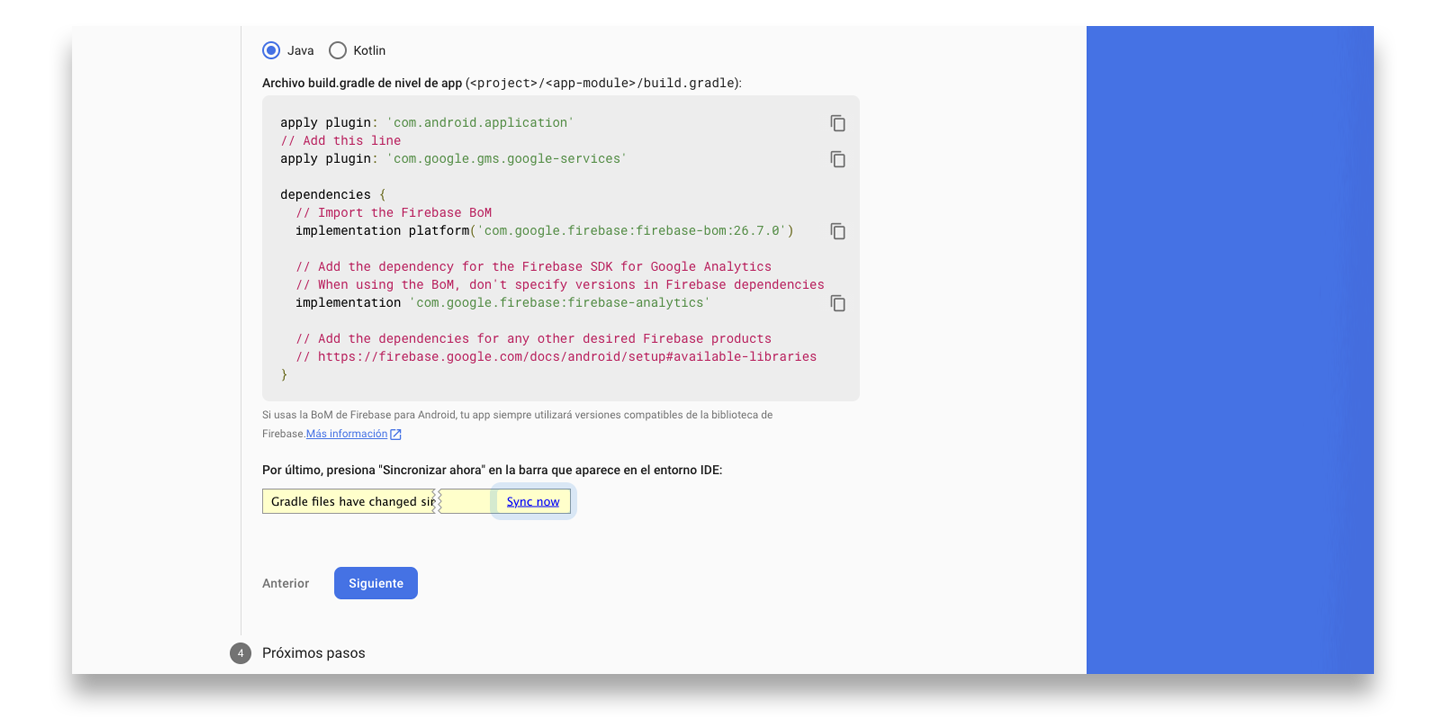 Java Kotlin
Archivo build.gradle de nivel de app (<project>/<app-module>/build.gradle):
apply plugin: 'com.android.application'
// Add this line
apply plugin: 'com.google.gms.google-services'
dependencies {
// Import the Firebase BoM
implementation platform('com.google.firebase:firebase-bom:26.7.0')
// Add the dependency for the Firebase SDK for Google Analytics
// When using the BoM, don't specify versions in Firebase dependencies
implementation 'com.google.firebase:firebase-analytics'
// Add the dependencies for any other desired Firebase products
// https://firebase.google.com/docs/android/setup#available-libraries
}
Si usas la BoM de Firebase para Android, tu app siempre utilizará versiones compatibles de la biblioteca de
Firebase.Más información
Por último, presiona "Sincronizar ahora" en la barra que aparece en el entorno IDE:
Gradle files have changed sin Sync now
Anterior Siguiente
4 Próximos pasos